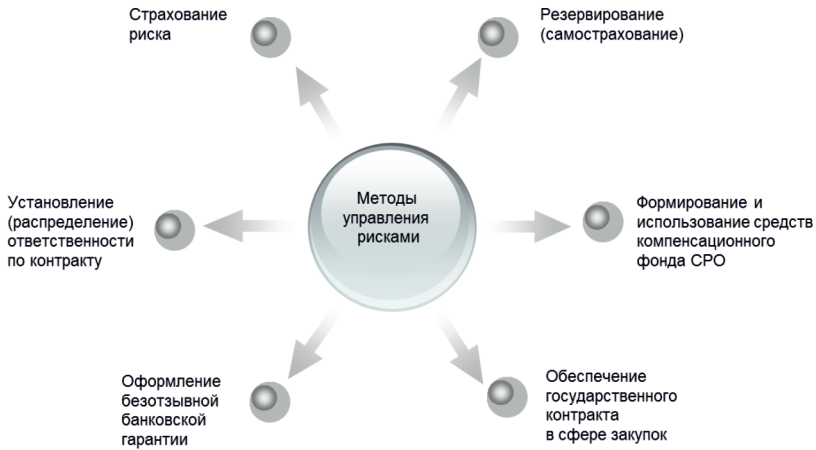 Страхование
риска
Резервирование
(самострахование)
Установление
(распределение)
ответственности
по контракту
Методы
управления
рисками
Формирование и
использование средств
компенсационного
фонда СРО
Оформление
безотзывной
банковской
гарантии
Обеспечение
государственного
контракта
в сфере закупок